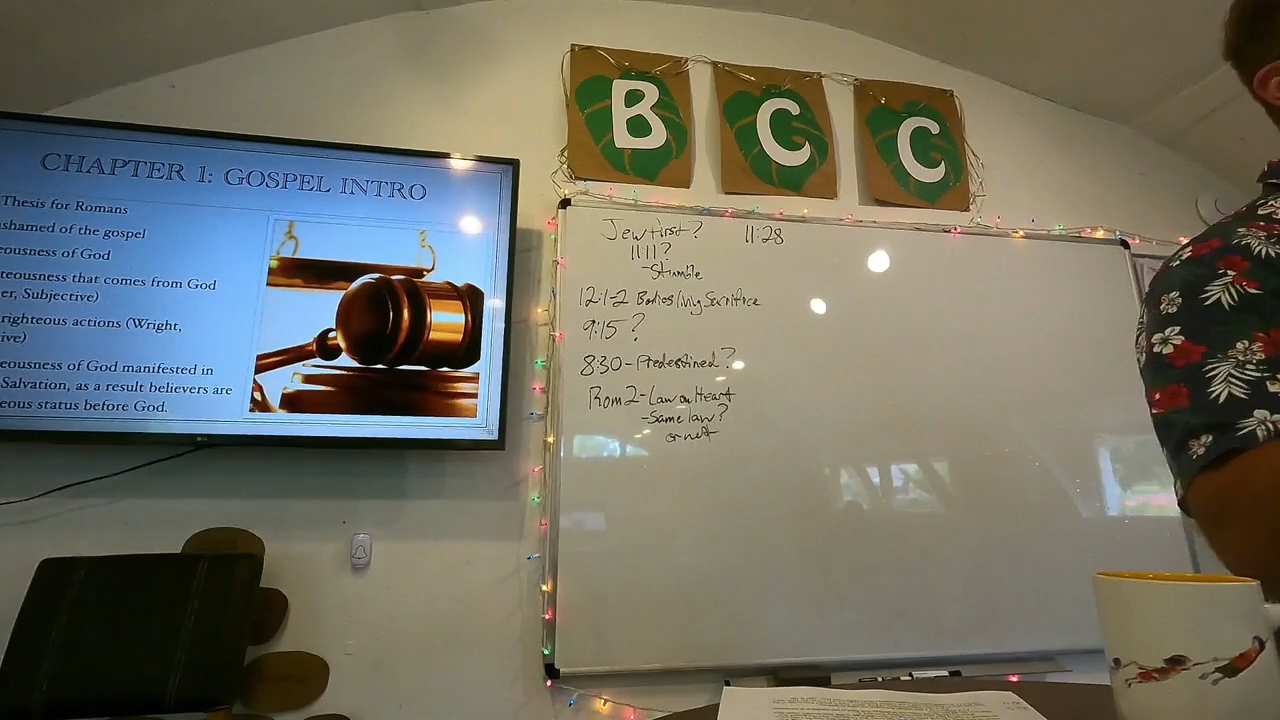 B C C
CHAPTER 1: GOSPEL INTRO
Thesis for Romans
shamed of the gospel
eousness of God
teousness that comes from God
er, Subjective)
righteous actions (Wright,
ive)
eousness of God manifested in
Salvation, as a result believers are
eous status before God.
Jew first? 11:28
11:11?
-Stumble
12:1-2 Bodies living Sacrifice
9:15?
8:30-Predestined?
Rom 2-Law on Heart
-Same law?
or not